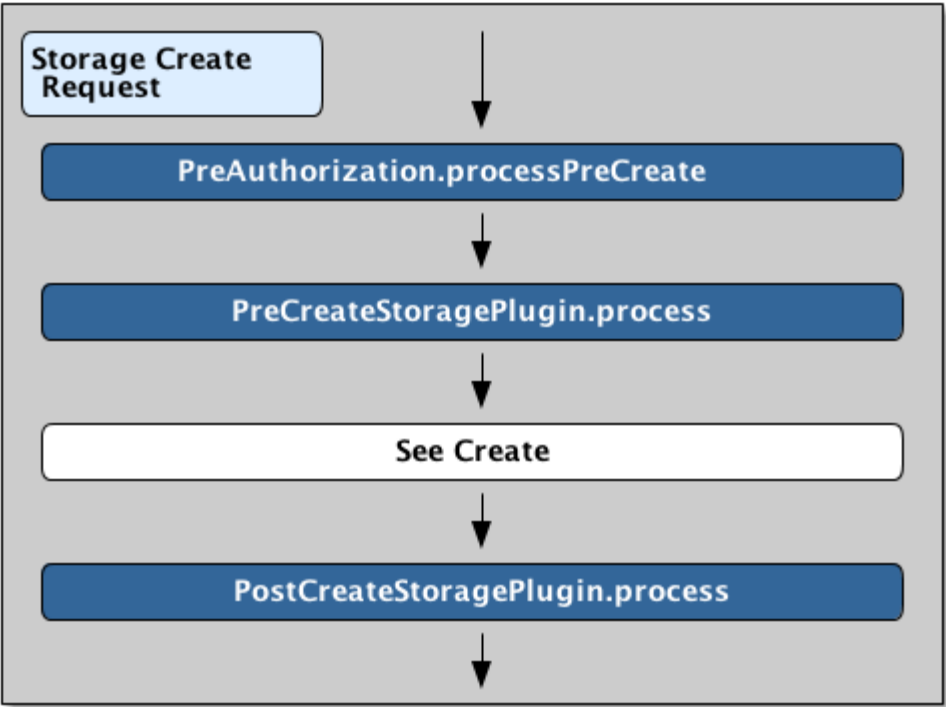 Storage Create
Request
PreAuthorization.processPreCreate
PreCreateStoragePlugin.process
See Create
PostCreateStoragePlugin.process